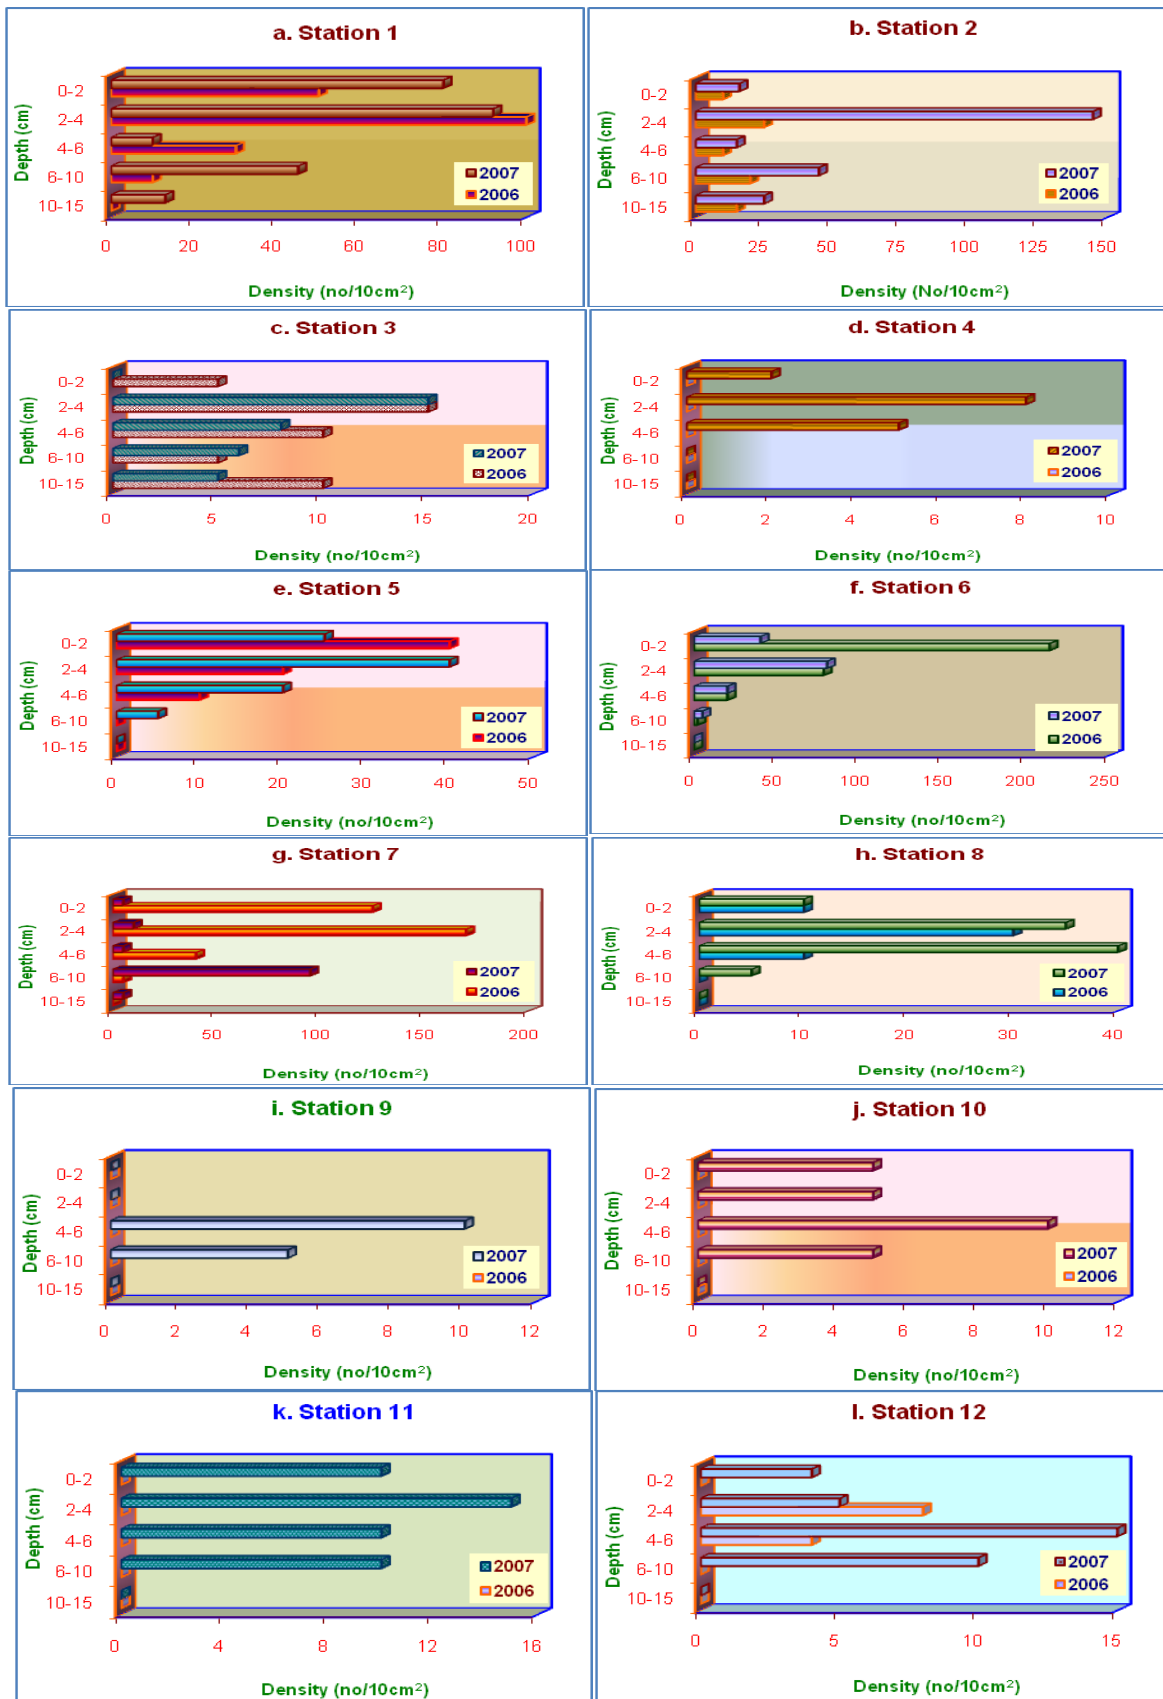 a. Station 1
Depth (cm)
0-2
2-4
4-6
6-10
10-15
2007
2006
0 20 40 60 80 100
Density (no/10cm²)
b. Station 2
Depth (cm)
0-2
2-4
4-6
6-10
10-15
2007
2006
0 25 50 75 100 125 150
Density (No/10cm²)
c. Station 3
Depth (cm)
0-2
2-4
4-6
6-10
10-15
2007
2006
0 5 10 15 20
Density (no/10cm²)
d. Station 4
Depth (cm)
0-2
2-4
4-6
6-10
10-15
2007
2006
0 2 4 6 8 10
Density (no/10cm²)
e. Station 5
Depth (cm)
0-2
2-4
4-6
6-10
10-15
2007
2006
0 10 20 30 40 50
Density (no/10cm²)
f. Station 6
Depth (cm)
0-2
2-4
4-6
6-10
10-15
2007
2006
0 50 100 150 200 250
Density (no/10cm²)
g. Station 7
Depth (cm)
0-2
2-4
4-6
6-10
10-15
2007
2006
0 50 100 150 200
Density (no/10cm²)
h. Station 8
Depth (cm)
0-2
2-4
4-6
6-10
10-15
2007
2006
0 10 20 30 40
Density (no/10cm²)
i. Station 9
Depth (cm)
0-2
2-4
4-6
6-10
10-15
2007
2006
0 2 4 6 8 10 12
Density (no/10cm²)
j. Station 10
Depth (cm)
0-2
2-4
4-6
6-10
10-15
2007
2006
0 2 4 6 8 10 12
Density (no/10cm²)
k. Station 11
Depth (cm)
0-2
2-4
4-6
6-10
10-15
2007
2006
0 4 8 12 16
Density (no/10cm²)
l. Station 12
Depth (cm)
0-2
2-4
4-6
6-10
10-15
2007
2006
0 5 10 15
Density (no/10cm²)